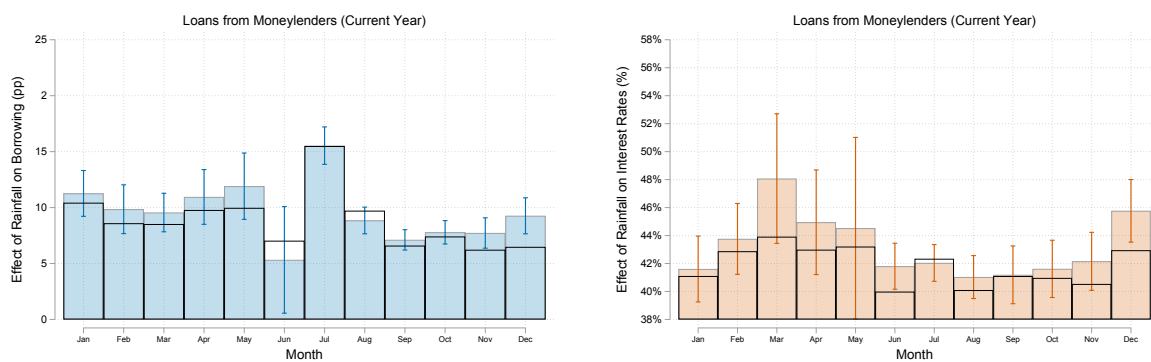 Loans from Moneylenders (Current Year)
Effect of Rainfall on Borrowing (pp)
25
2
15
10
5
0
Jan Feb Mar Apr May Jun Jul Aug Sep Oct Nov Dec
Month
Loans from Moneylenders (Current Year)
Effect of Rainfall on Interest Rates (%)
58%
56%
54%
52%
50%
48%
46%
44%
42%
40%
38%
Jan Feb Mar Apr May Jun Jul Aug Sep Oct Nov Dec
Month